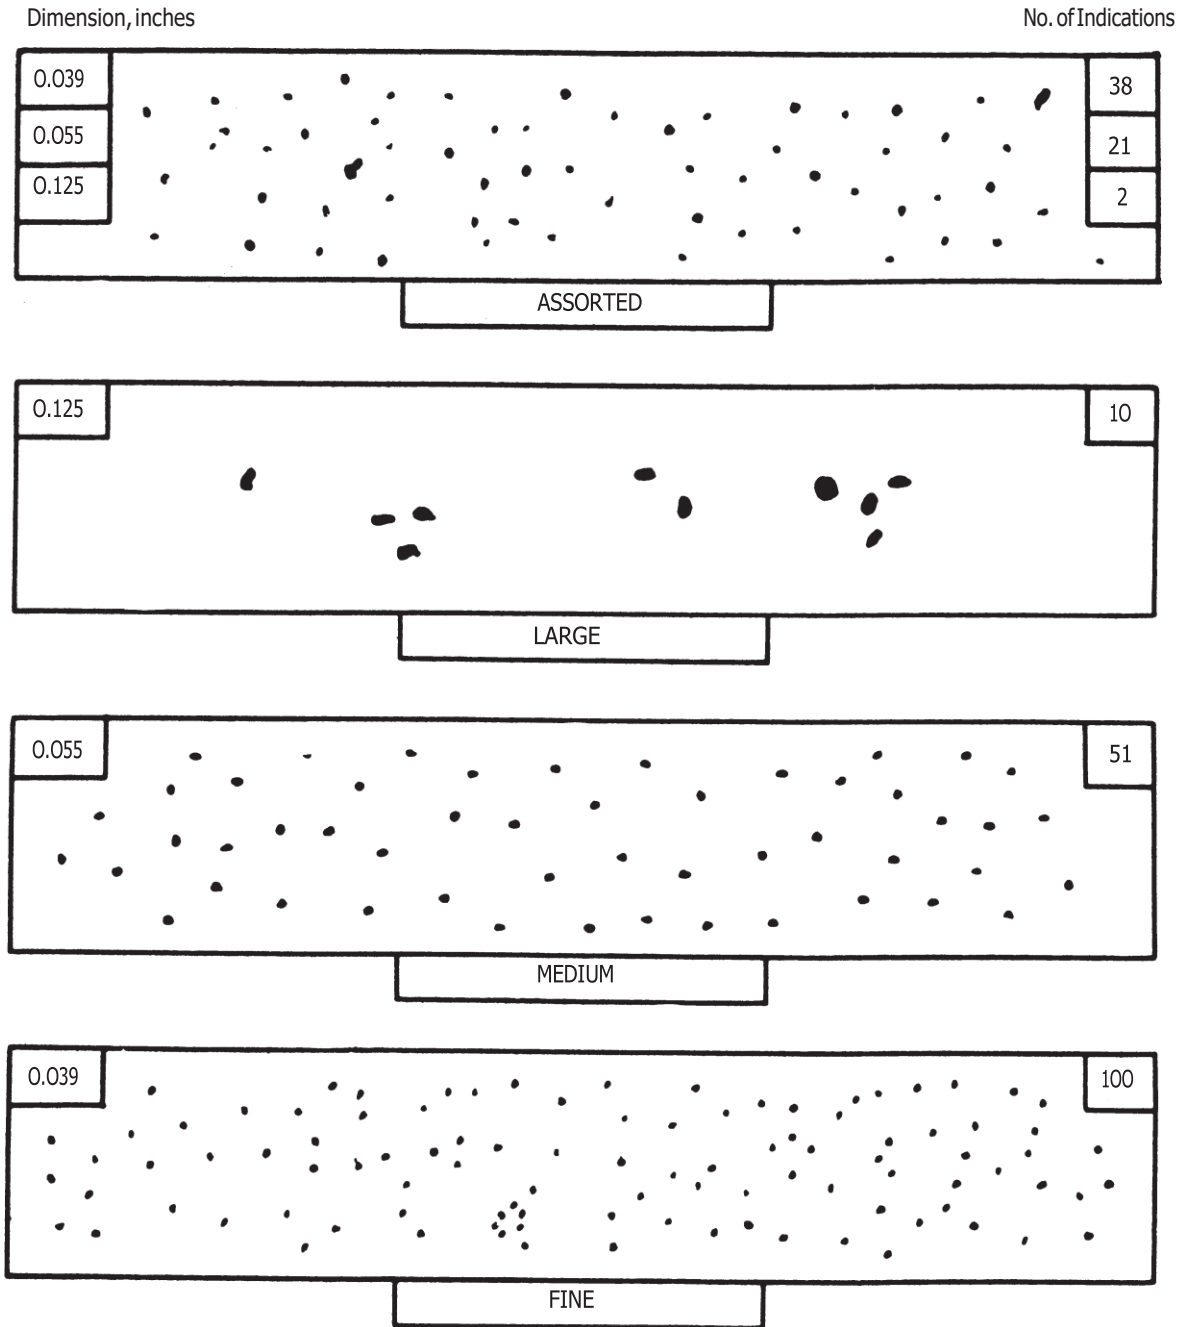 Dimension, inches
No. of Indications
0.039
38
0.055
21
0.125
2
ASSORTED
0.125
10
LARGE
0.055
51
MEDIUM
0.039
100
FINE